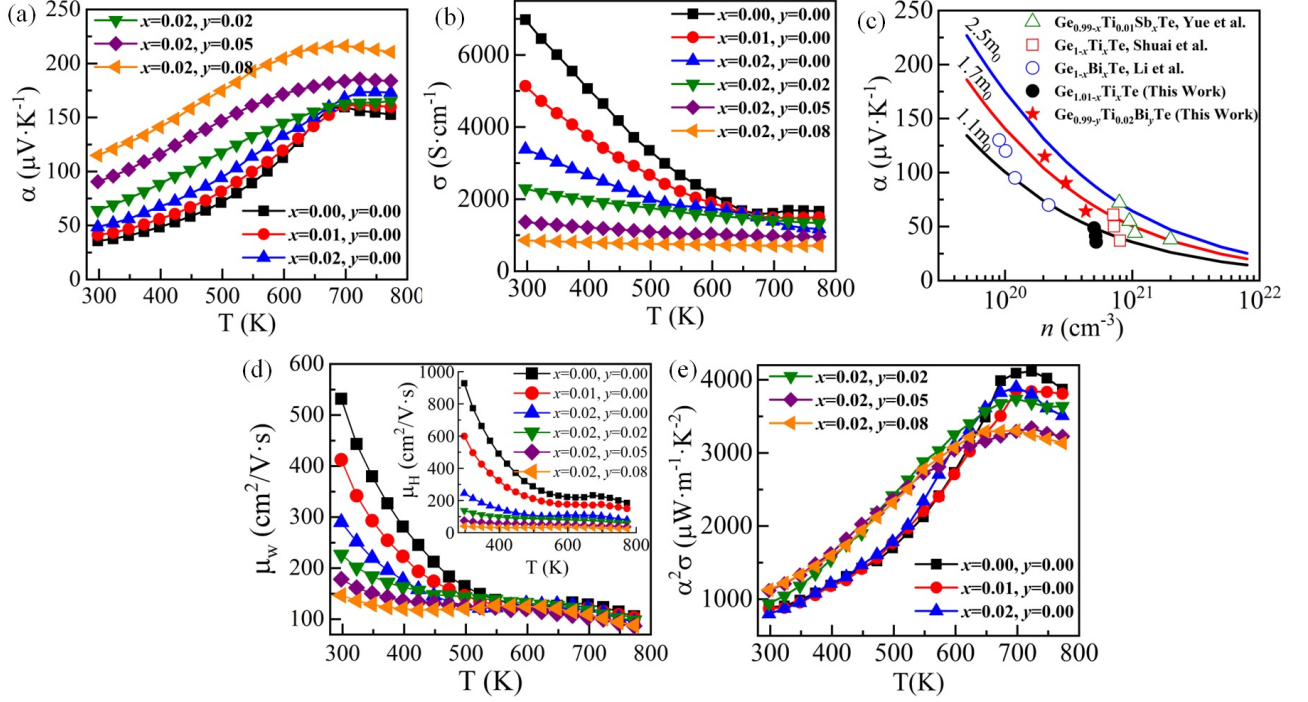 (a)
x=0.02, y=0.02
x=0.02, y=0.05
x=0.02, y=0.08
x=0.00, y=0.00
x=0.01, y=0.00
x=0.02, y=0.00
α (μV·K⁻¹)
250
200
150
100
50
0
300 400 500 600 700 800
T (K)
(b)
x=0.00, y=0.00
x=0.01, y=0.00
x=0.02, y=0.00
x=0.02, y=0.02
x=0.02, y=0.05
x=0.02, y=0.08
σ (S·cm⁻¹)
6000
4000
2000
0
300 400 500 600 700 800
T (K)
(c)
Ge0.99-xTi0.01SbxTe, Yue et al.
Ge1-xTixTe, Shuai et al.
Ge1-xBixTe, Li et al.
Ge1.01-xTixTe (This Work)
Ge0.99-yTi0.02BiyTe (This Work)
2.5m0
1.7m0
1.1m0
α (μV·K⁻¹)
250
200
150
100
50
0
10²⁰ 10²¹ 10²²
n (cm⁻³)
(d)
μw (cm²/V·s)
600
500
400
300
200
100
300 400 500 600 700 800
T (K)
x=0.00, y=0.00
x=0.01, y=0.00
x=0.02, y=0.00
x=0.02, y=0.02
x=0.02, y=0.05
x=0.02, y=0.08
μH (cm²/V·s)
1000
800
600
400
200
0
400 600 800
T (K)
(e)
x=0.02, y=0.02
x=0.02, y=0.05
x=0.02, y=0.08
x=0.00, y=0.00
x=0.01, y=0.00
x=0.02, y=0.00
α²σ (μW·m⁻¹·K⁻²)
4000
3000
2000
1000
300 400 500 600 700 800
T(K)